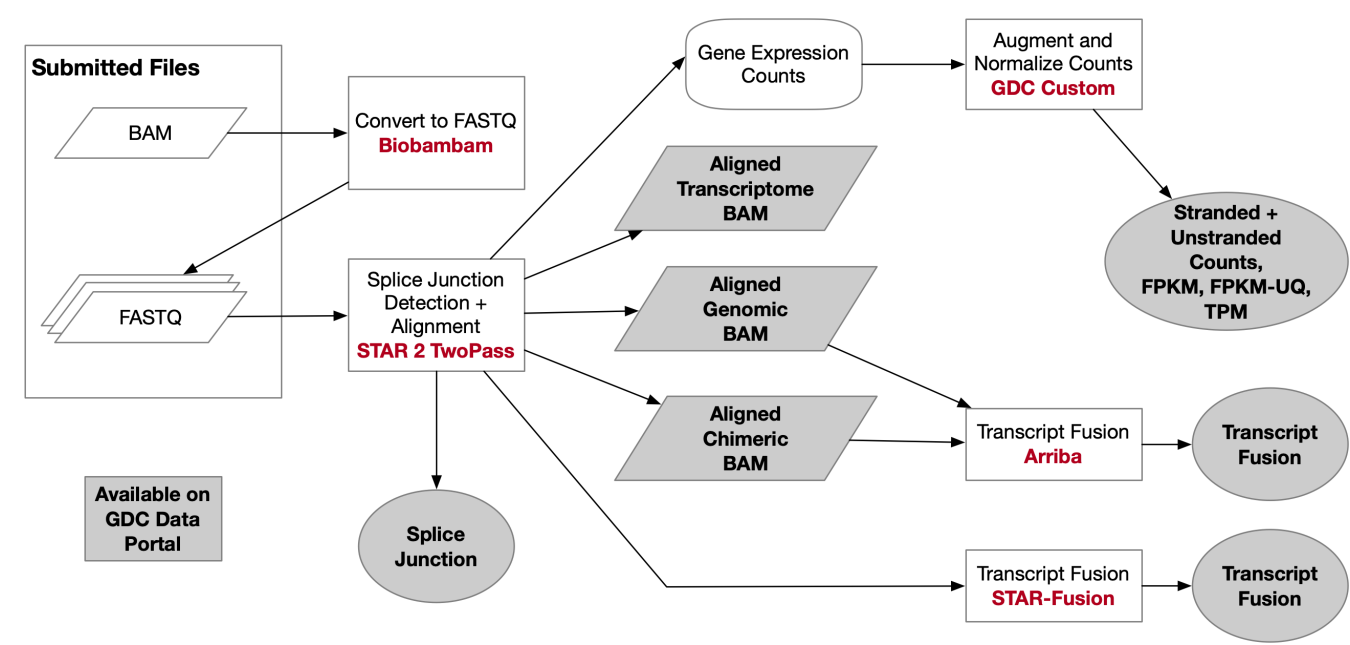 Submitted Files
BAM
Convert to FASTQ
Biobambam
FASTQ
Splice Junction
Detection +
Alignment
STAR 2 TwoPass
Gene Expression
Counts
Augment and
Normalize Counts
GDC Custom
Aligned
Transcriptome
BAM
Stranded +
Unstranded
Counts,
FPKM, FPKM-UQ,
TPM
Aligned
Genomic
BAM
Aligned
Chimeric
BAM
Transcript Fusion
Arriba
Transcript
Fusion
Available on
GDC Data
Portal
Splice
Junction
Transcript Fusion
STAR-Fusion
Transcript
Fusion